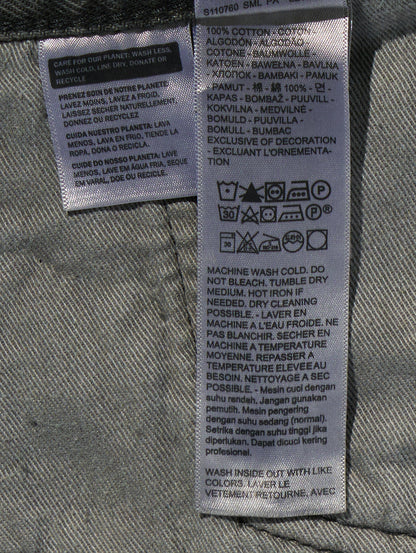 CARE FOR OUR PLANET: WASH LESS,
WASH COLD, LINE DRY, DONATE
OR RECYCLE.
PRENEZ SOIN DE NOTRE PLANETE.
LAVEZ MOINS, LAVEZ A FROID.
LAISSEZ SECHER NATURELLEMENT.
DONNEZ OU RECYCLEZ
CUIDA NUESTRO PLANETA: LAVA
MENOS, LAVA EN FRIO, TIENDE LA
ROPA, DONA O RECICLA.
CUIDE DO NOSSO PLANETA: LAVE
MENOS, LAVE EM AGUA FRIA, SEQUE
EM VARAL, DOE OU RECICLE.
S110760 SML PA
100% COTTON - COTON -
ALGODÓN - ALGODÃO -
COTONE - BAUMWOLLE -
KATOEN - BAWEŁNA - BAVLNA
- ХЛОПОК - BAMBAKI - PAMUK
- PAMUT - 棉 - 綿 100% - 면 -
KAPAS - BOMBAŽ - PUUVILL -
KOKVILNA - MEDVILNĖ -
BOMULD - PUUVILLA -
BOMULL - BUMBAC
EXCLUSIVE OF DECORATION
- EXCLUANT L'ORNEMENTA-
TION
P
30 P
30
MACHINE WASH COLD. DO
NOT BLEACH. TUMBLE DRY
MEDIUM. HOT IRON IF
NEEDED. DRY CLEANING
POSSIBLE. - LAVER EN
MACHINE A L'EAU FROIDE. NE
PAS BLANCHIR. SECHER EN
MACHINE A TEMPERATURE
MOYENNE. REPASSER A
TEMPERATURE ELEVEE AU
BESOIN. NETTOYAGE A SEC
POSSIBLE. - Mesin cuci dengan
suhu rendah. Jangan gunakan
pemutih. Mesin pengering
dengan suhu sedang (normal).
Setrika dengan suhu tinggi jika
diperlukan. Dapat dicuci kering
profesional.
WASH INSIDE OUT WITH LIKE
COLORS. LAVER LE
VETEMENT RETOURNE, AVEC